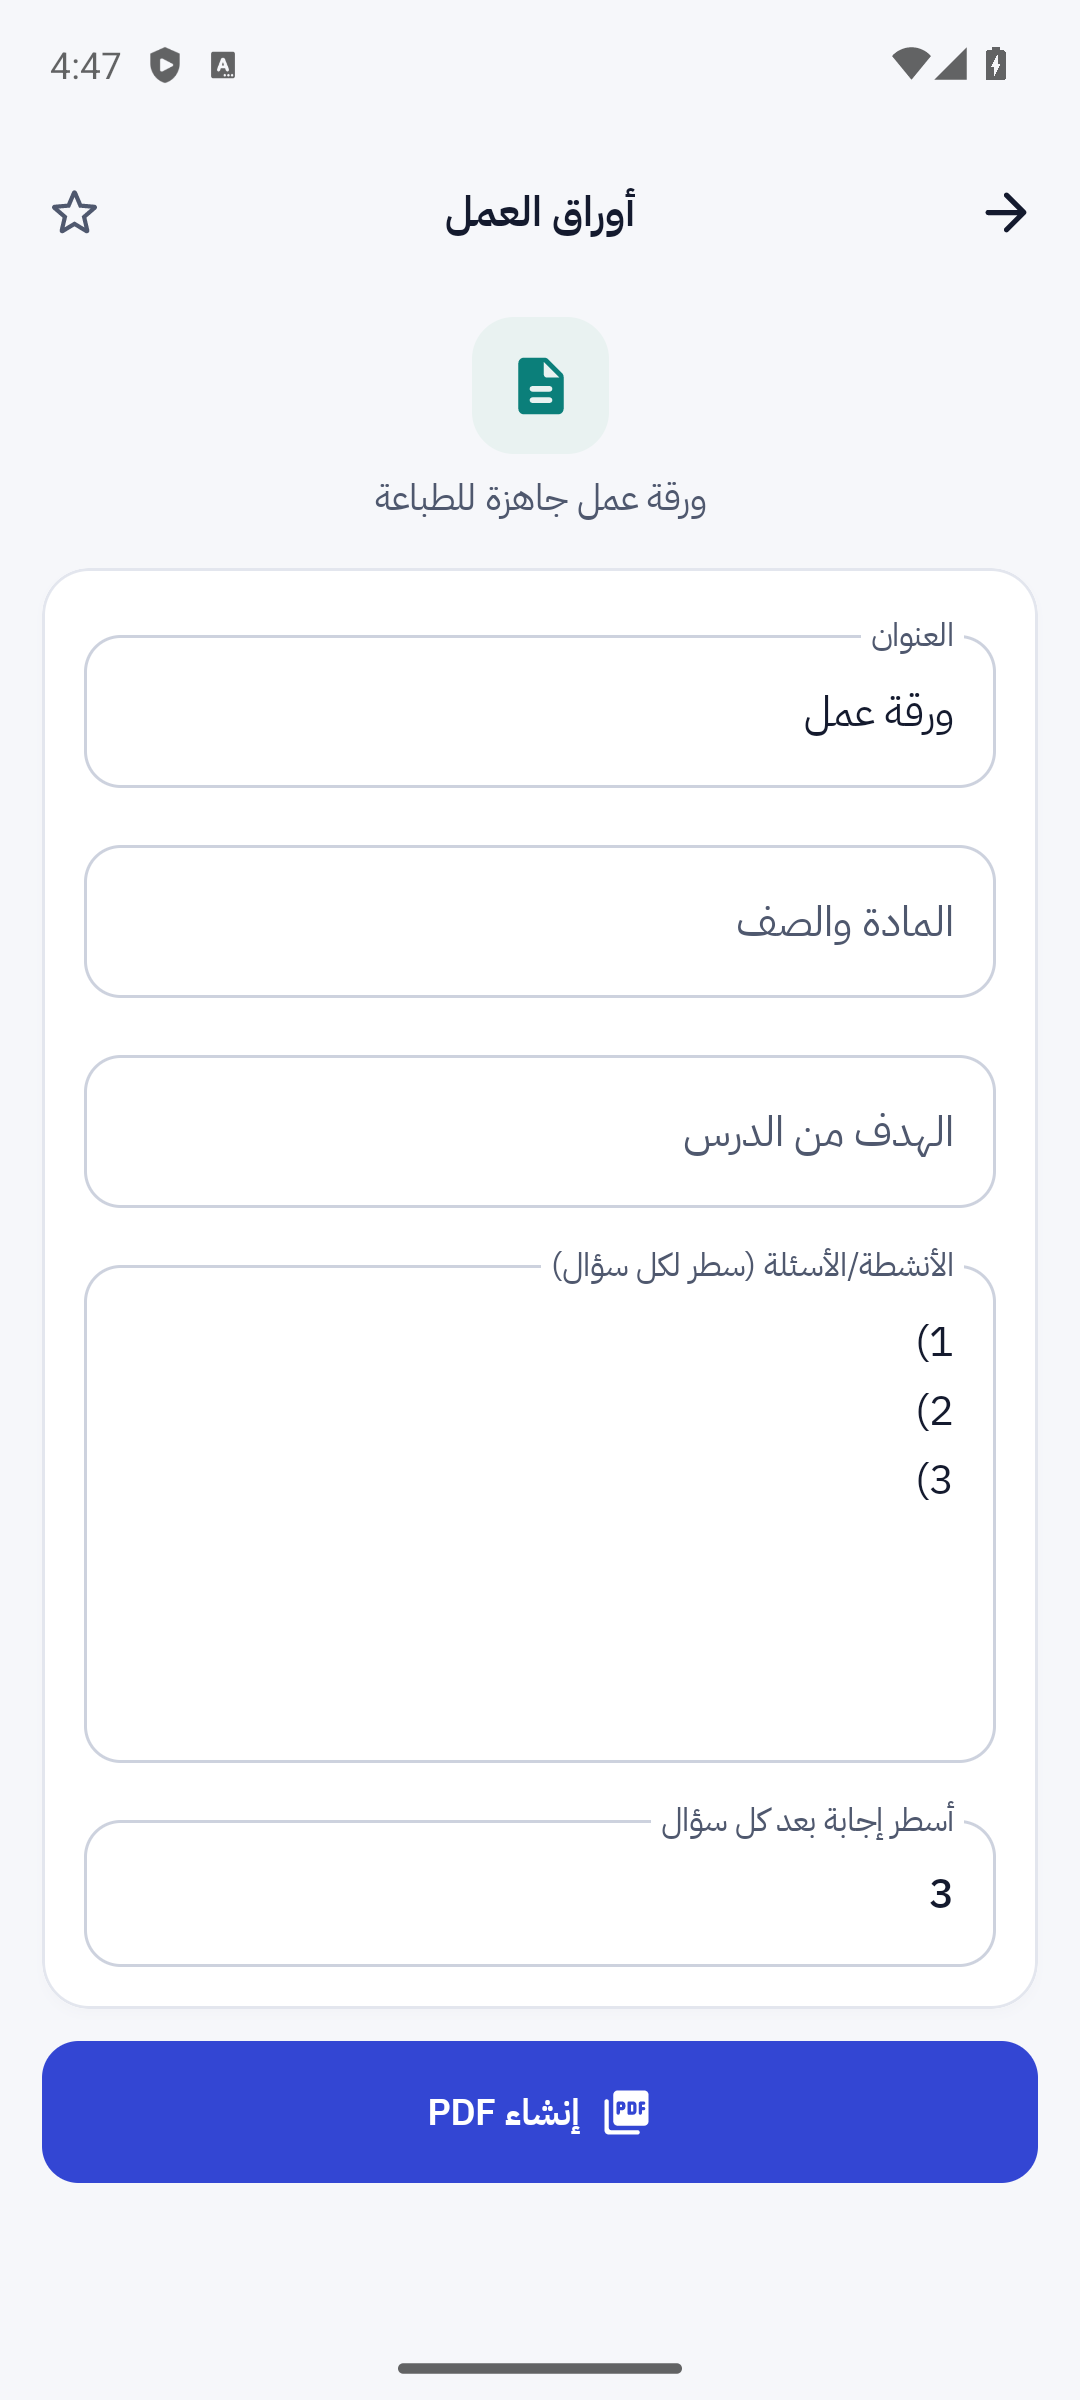 4:47
أوراق العمل
ورقة عمل جاهزة للطباعة
العنوان
ورقة عمل
المادة والصف
الهدف من الدرس
الأنشطة/الأسئلة (سطر لكل سؤال)
1)
2)
3)
أسطر إجابة بعد كل سؤال
3
إنشاء PDF